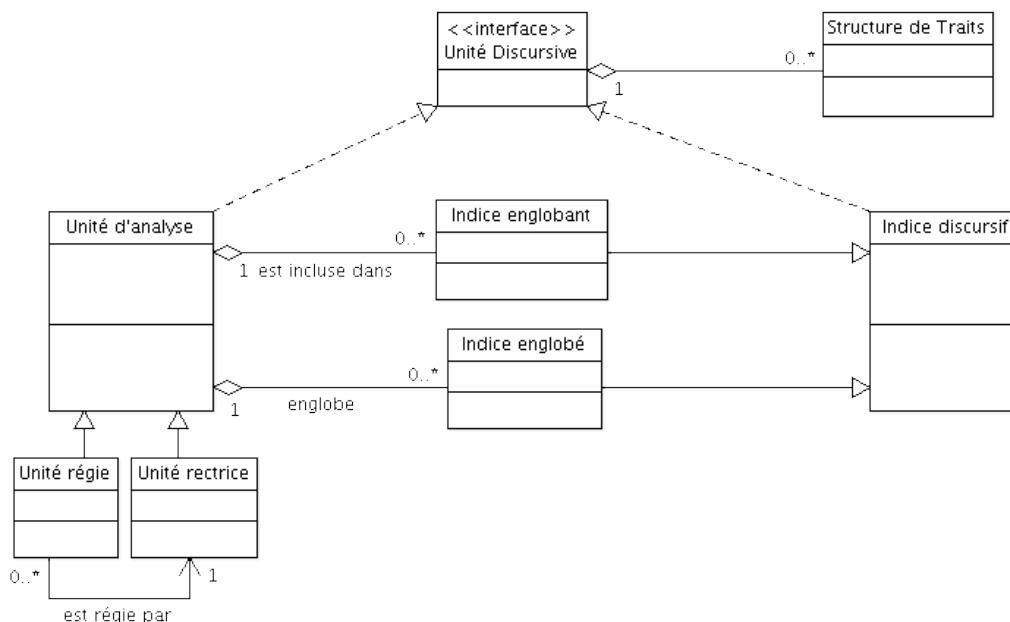 <<interface>>
Unité Discursive
Structure de Traits
0..*
1
Unité d'analyse
Indice englobant
Indice discursif
0..*
1 est incluse dans
Indice englobé
0..*
1
englobe
Unité régie
Unité rectrice
0..*
1
est régie par